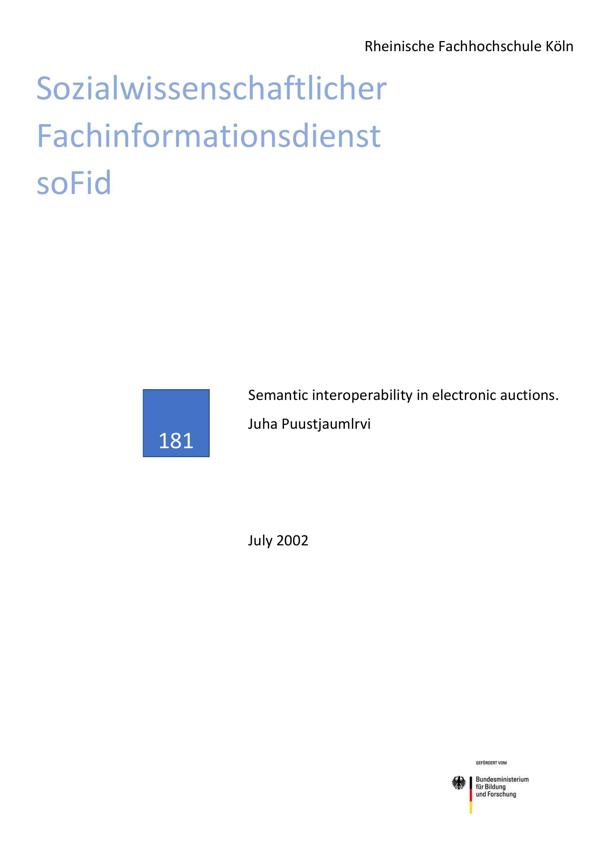 Rheinische Fachhochschule Köln
Sozialwissenschaftlicher
Fachinformationsdienst
soFid
Semantic interoperability in electronic auctions.
Juha Puustjaumlrvi
181
July 2002
GEFÖRDERT VOM
Bundesministerium
für Bildung
und Forschung